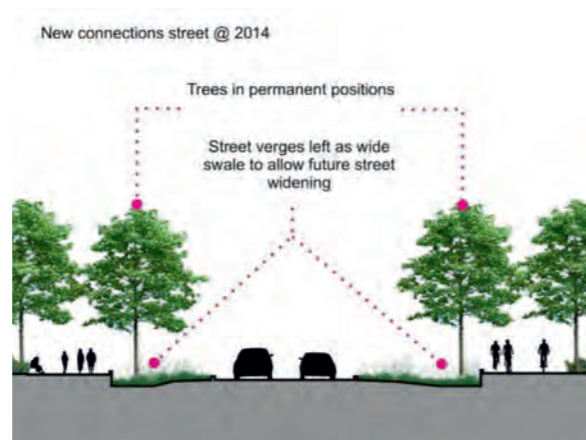 New connections street @ 2014
Trees in permanent positions
Street verges left as wide
swale to allow future street
widening